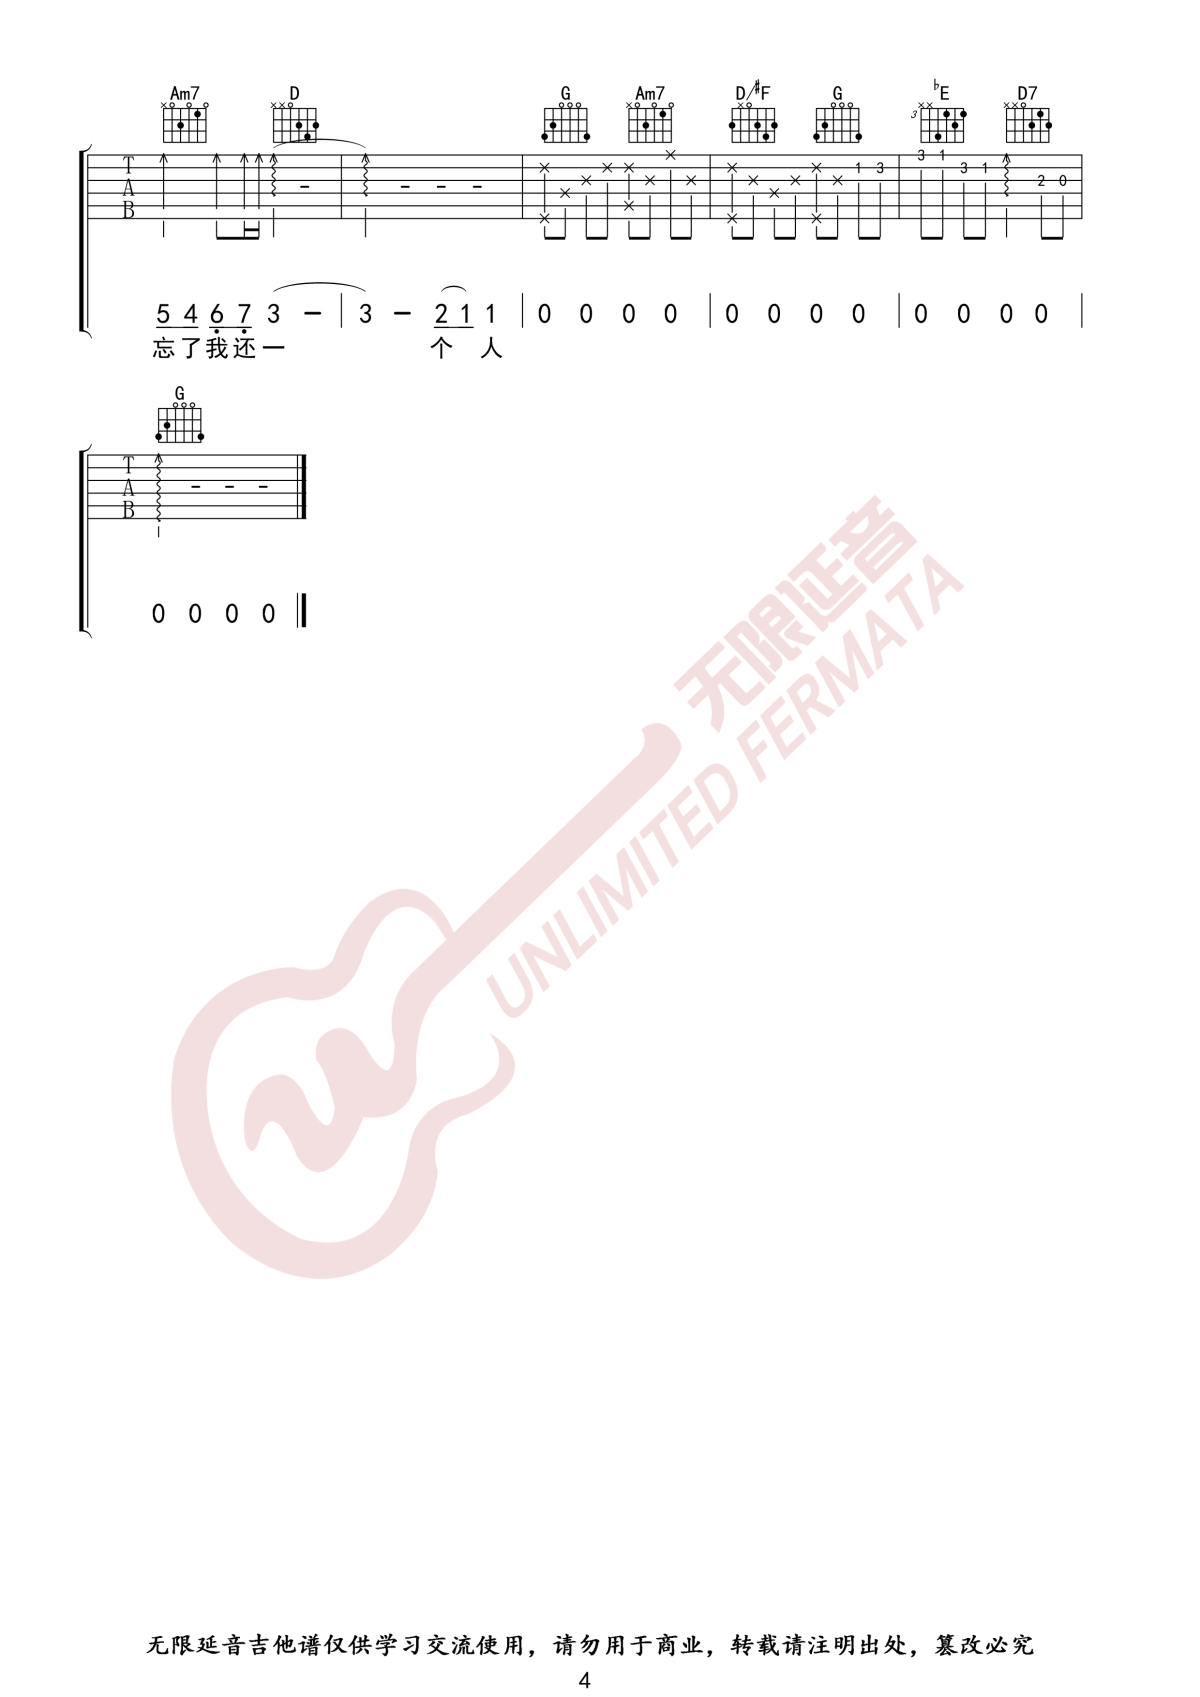 Am7 D G Am7 D/#F G bE D7
3
T A B
3 1 3 1 2 0
1 3
5 4 6 7 3 – 3 – 2 1 1 0 0 0 0 0 0 0 0 0 0 0 0
忘了我还一 个 人
G
T A B
0 0 0 0
无限延音
UNLIMITED FERMATA
无限延音吉他谱仅供学习交流使用，请勿用于商业，转载请注明出处，篡改必究
4